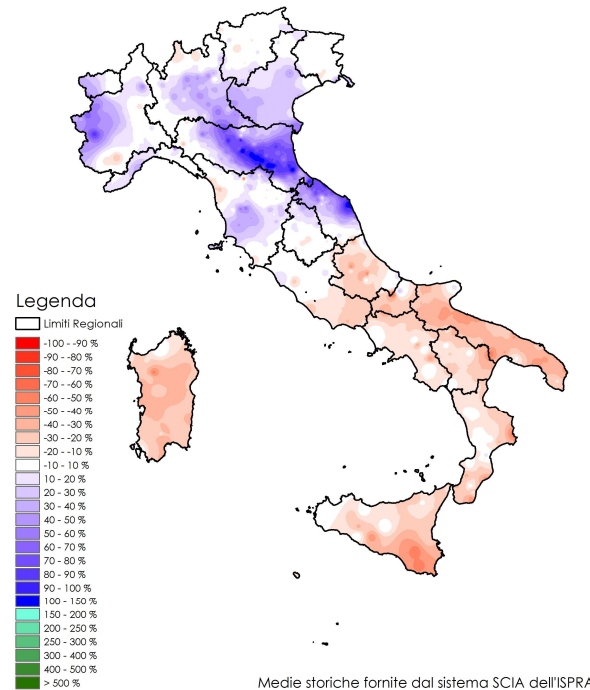 Legenda
Limiti Regionali
-100 - -90 %
-90 - -80 %
-80 - -70 %
-70 - -60 %
-60 - -50 %
-50 - -40 %
-40 - -30 %
-30 - -20 %
-20 - -10 %
-10 - 10 %
10 - 20 %
20 - 30 %
30 - 40 %
40 - 50 %
50 - 60 %
60 - 70 %
70 - 80 %
80 - 90 %
90 - 100 %
100 - 150 %
150 - 200 %
200 - 250 %
250 - 300 %
300 - 400 %
400 - 500 %
> 500 %
Medie storiche fornite dal sistema SCIA dell'ISPRA